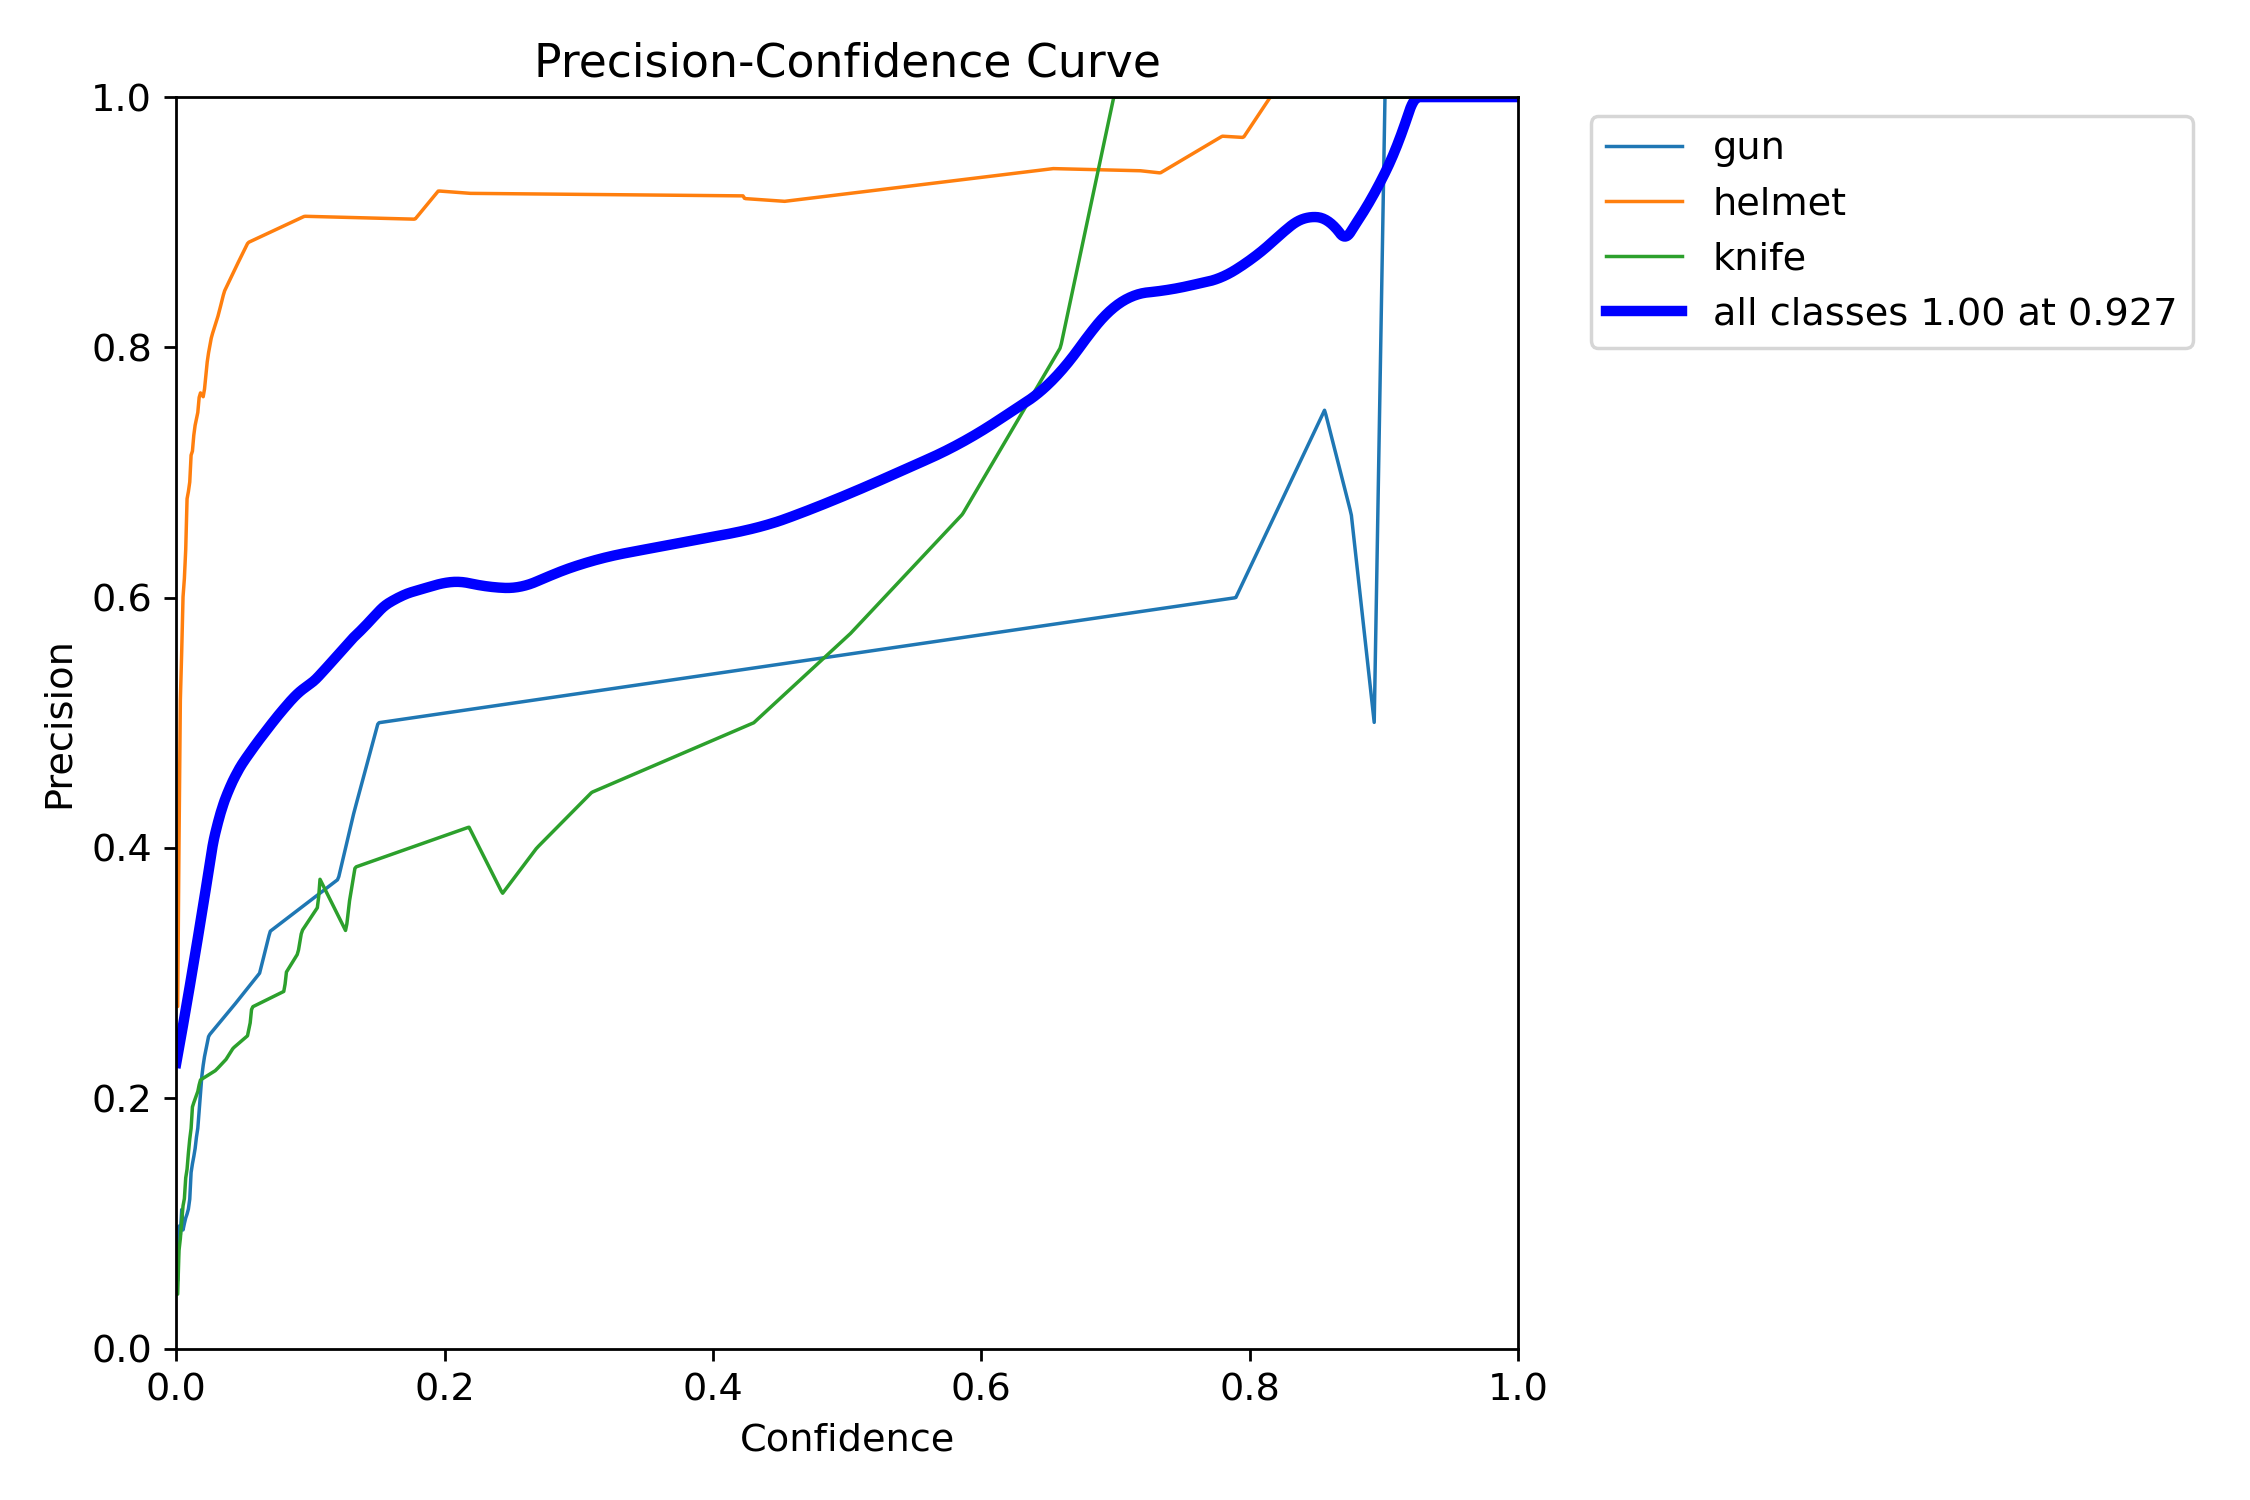 Precision-Confidence Curve
1.0
0.8
0.6
0.4
0.2
0.0
Precision
0.0 0.2 0.4 0.6 0.8 1.0
Confidence
gun
helmet
knife
all classes 1.00 at 0.927